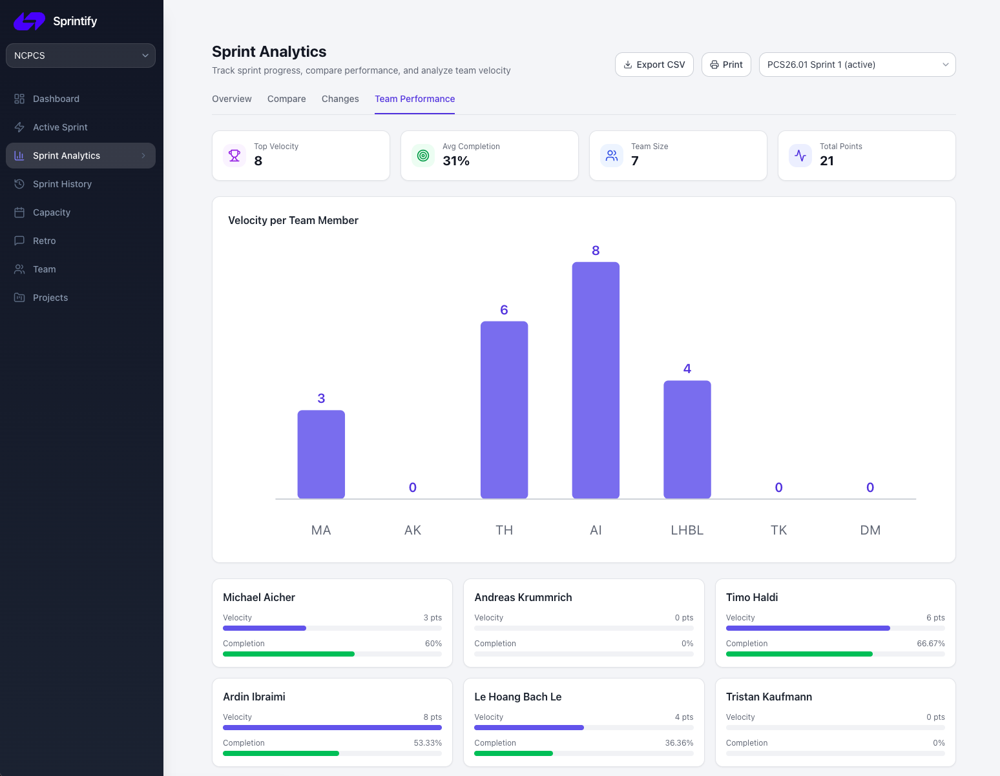 Sprintify
NCPCS
Dashboard
Active Sprint
Sprint Analytics
Sprint History
Capacity
Retro
Team
Projects
Sprint Analytics
Track sprint progress, compare performance, and analyze team velocity
Export CSV
Print
PCS26.01 Sprint 1 (active)
Overview Compare Changes Team Performance
Top Velocity
8
Avg Completion
31%
Team Size
7
Total Points
21
Velocity per Team Member
3
0
6
8
4
0
0
MA AK TH AI LHBL TK DM
Michael Aicher
Velocity 3 pts
Completion 60%
Andreas Krummrich
Velocity 0 pts
Completion 0%
Timo Haldi
Velocity 6 pts
Completion 66.67%
Ardin Ibraimi
Velocity 8 pts
Completion 53.33%
Le Hoang Bach Le
Velocity 4 pts
Completion 36.36%
Tristan Kaufmann
Velocity 0 pts
Completion 0%